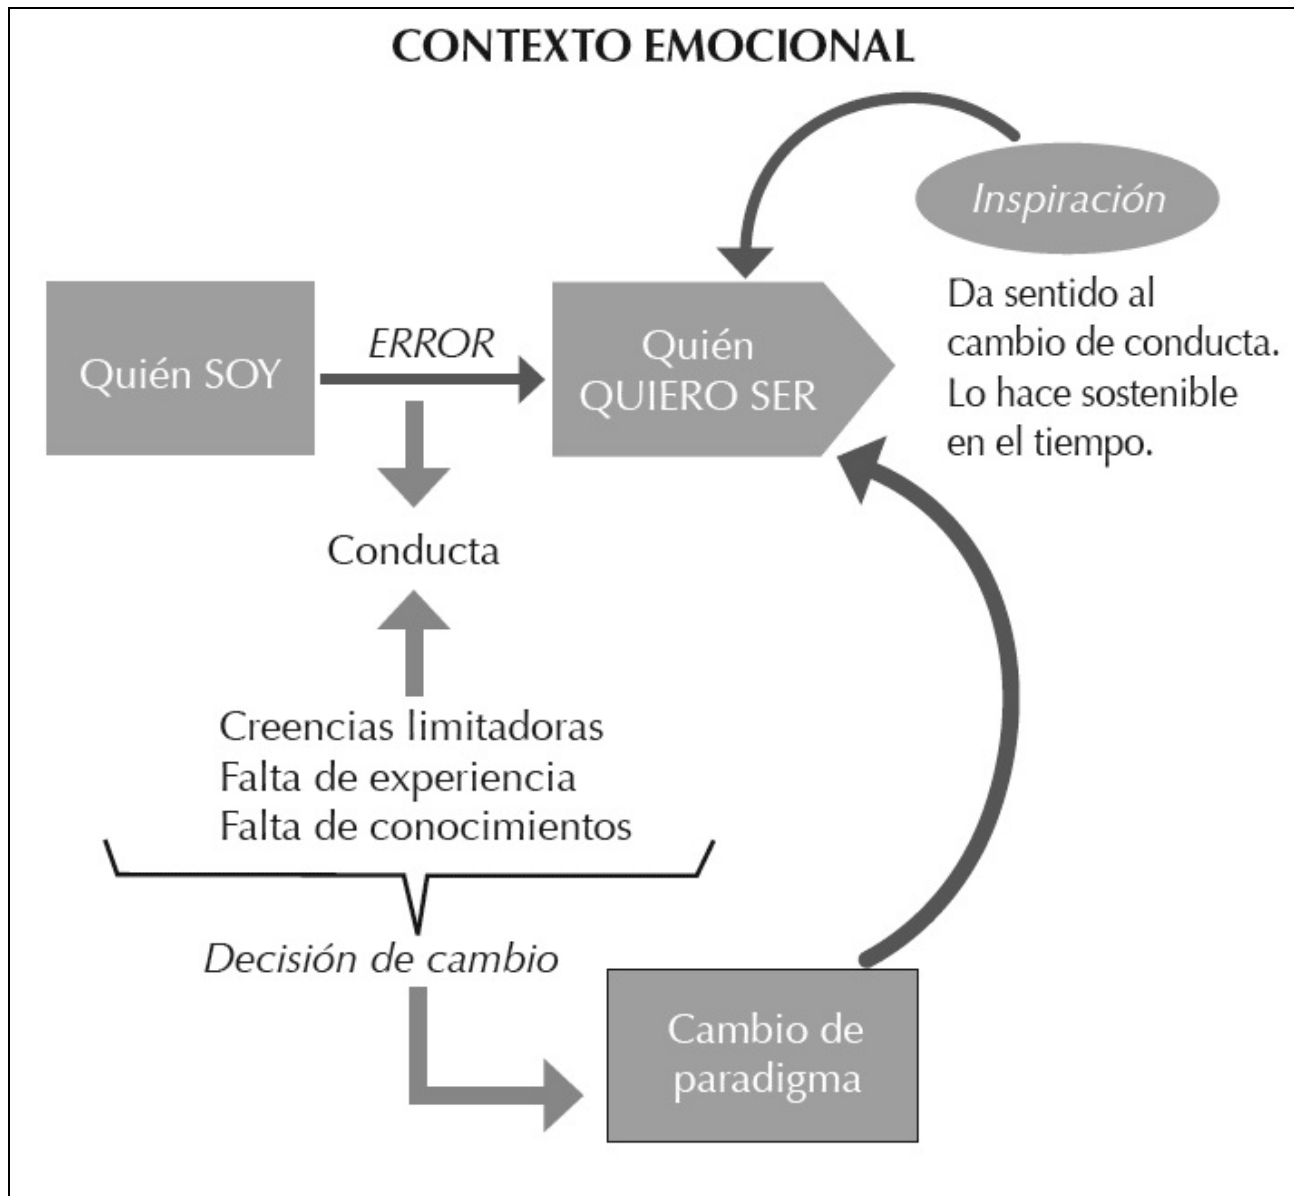 CONTEXTO EMOCIONAL
Inspiración
Da sentido al
cambio de conducta.
Lo hace sostenible
en el tiempo.
Quién SOY
ERROR
Quién
QUIERO SER
Conducta
Creencias limitadoras
Falta de experiencia
Falta de conocimientos
Decisión de cambio
Cambio de
paradigma